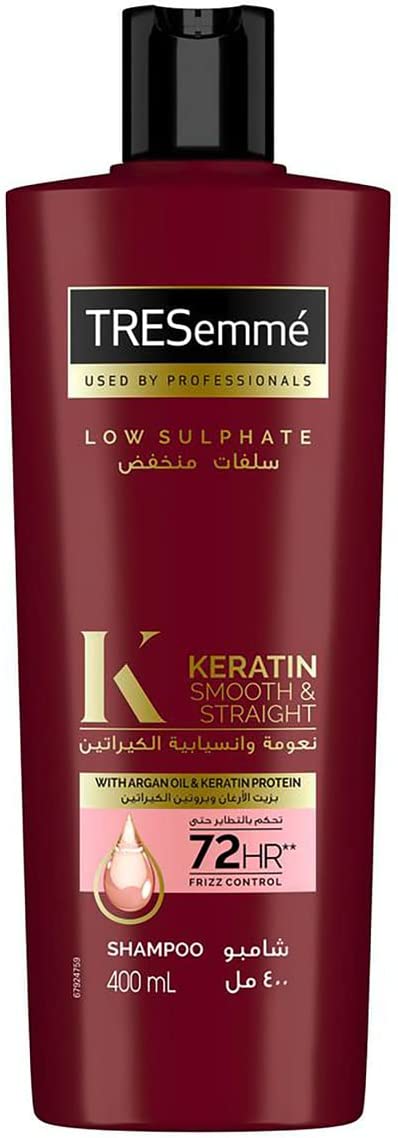 TRESemmé
USED BY PROFESSIONALS
LOW SULPHATE
سلفات منخفض
K
KERATIN
SMOOTH &
STRAIGHT
نعومة وانسيابية الكيراتين
WITH ARGAN OIL & KERATIN PROTEIN
بزيت الأرغان وبروتين الكيراتين
تحكم بالتطاير حتى
72HR**
FRIZZ CONTROL
SHAMPOO شامبو
400 mL ٤٠٠ مل
67924759